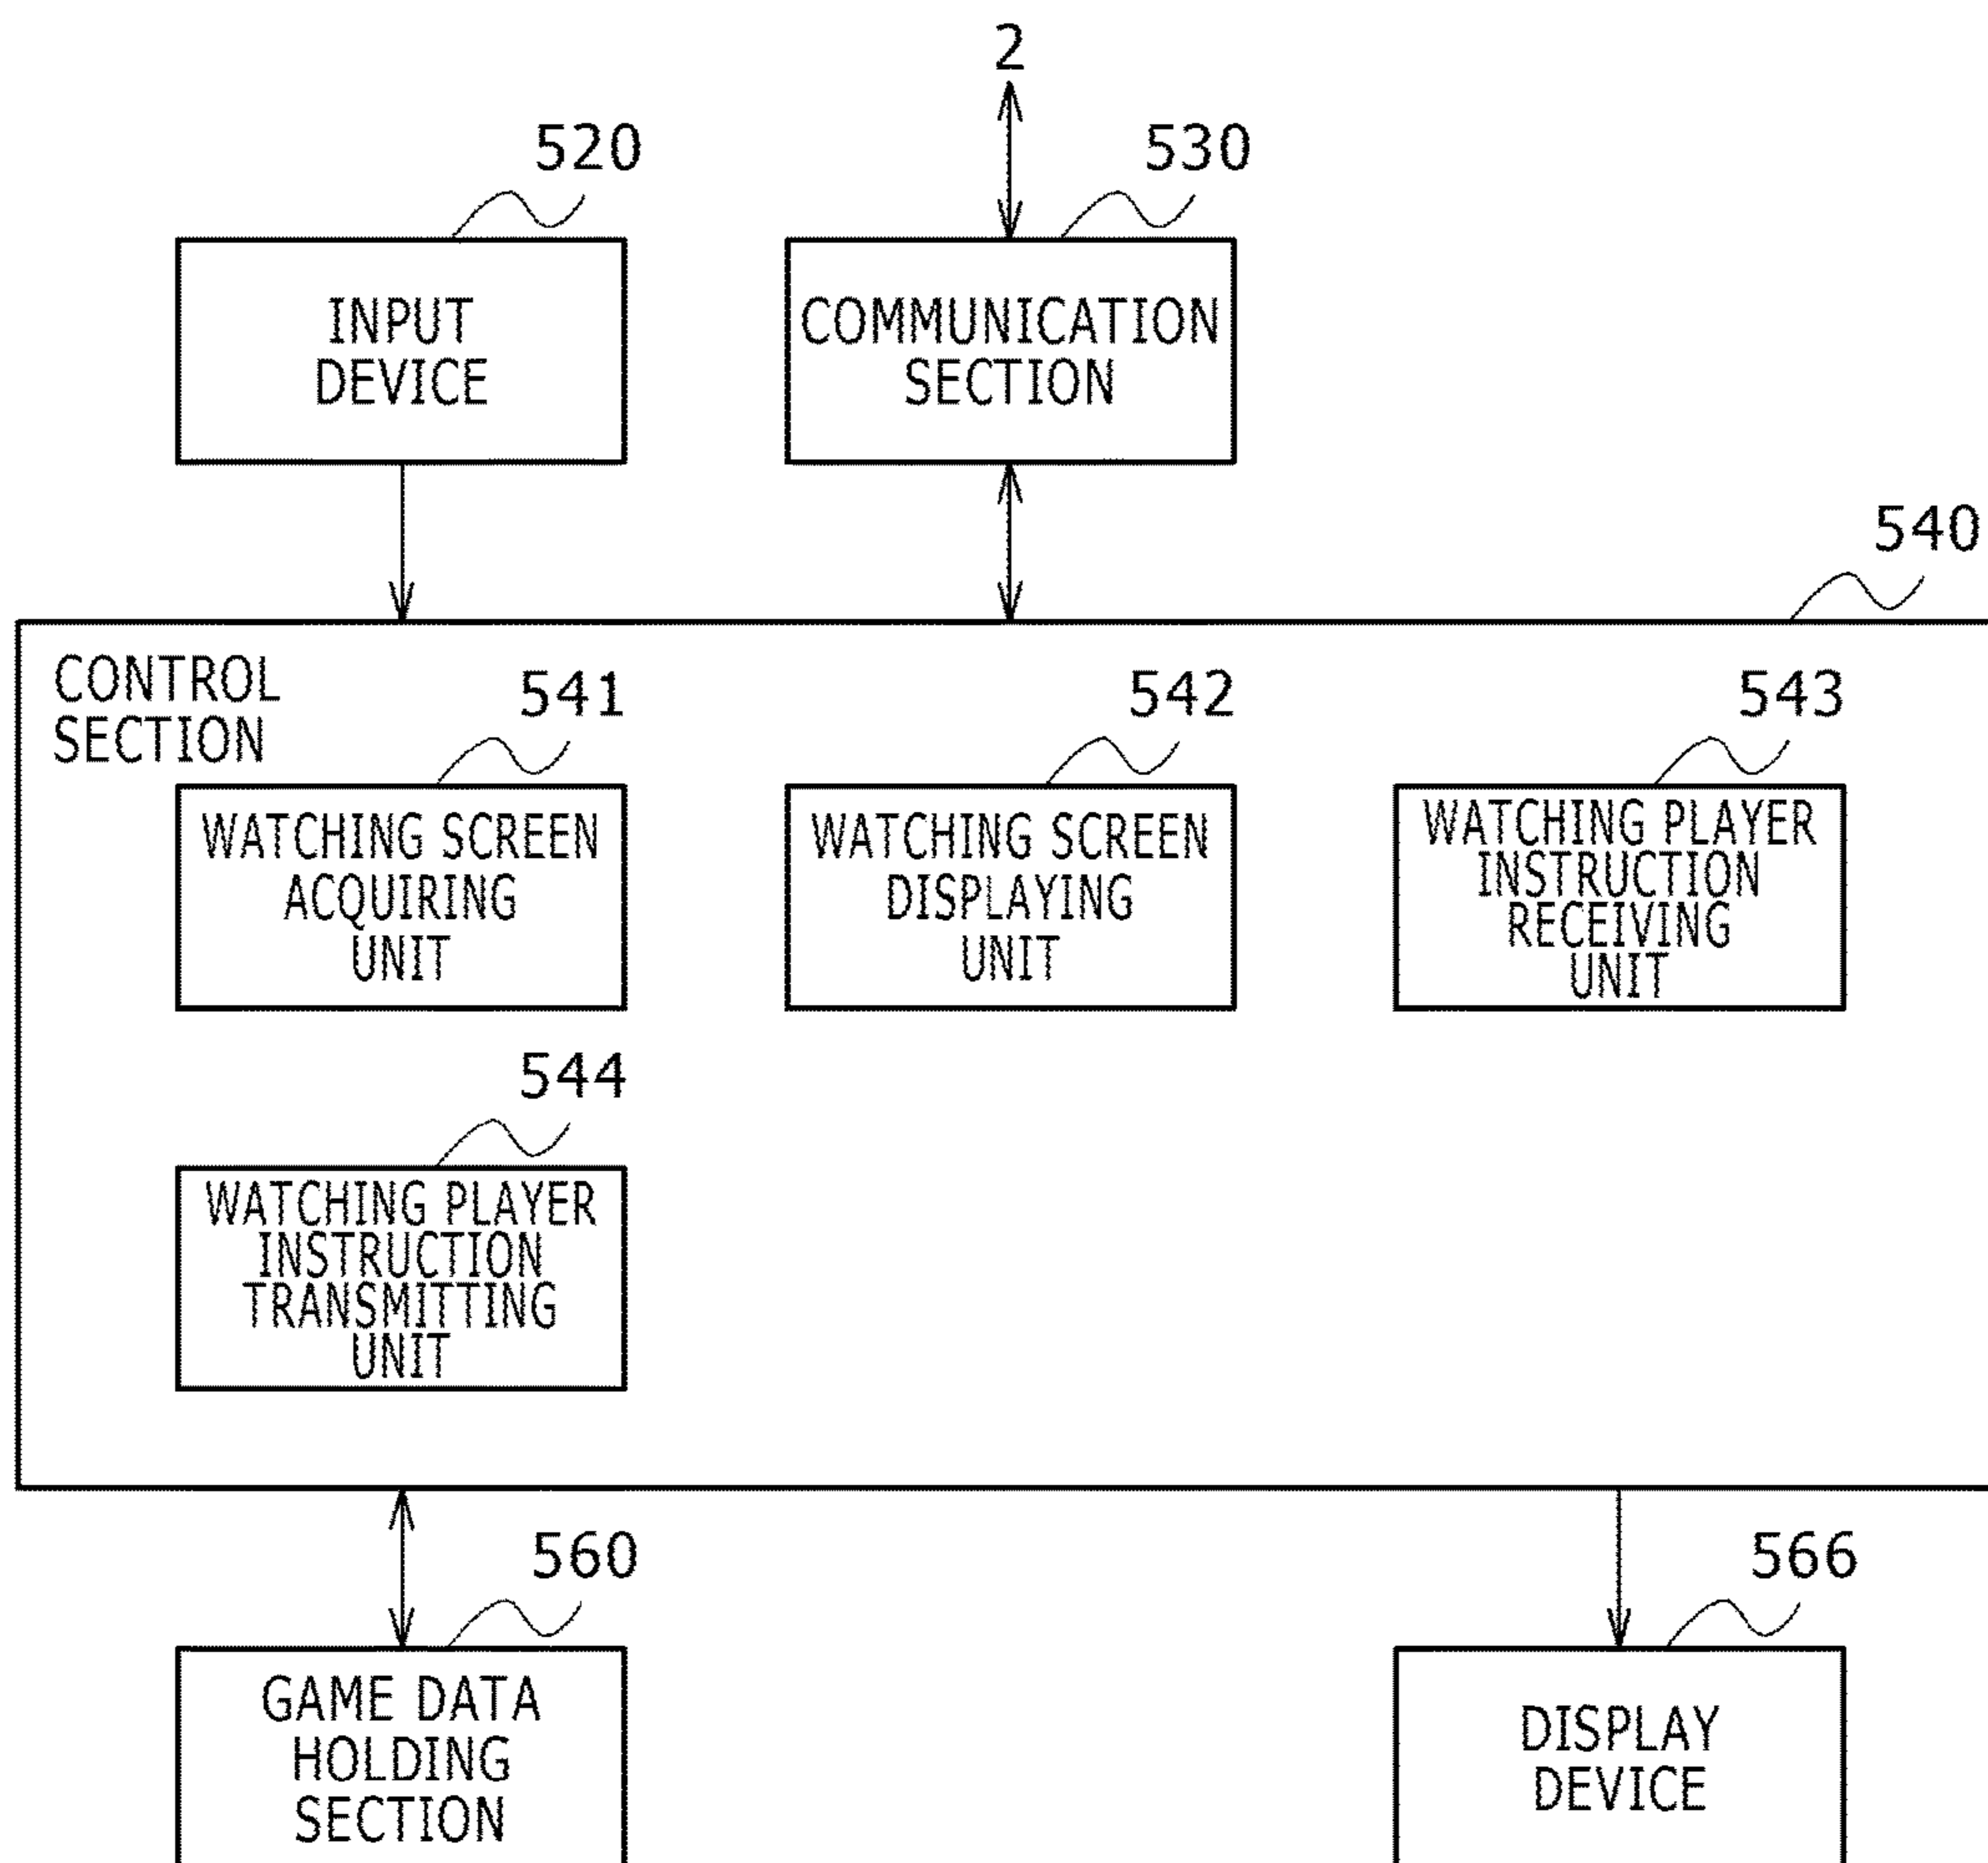 2
520
530
INPUT
DEVICE
COMMUNICATION
SECTION
540
CONTROL
SECTION
541
542
543
WATCHING SCREEN
ACQUIRING
UNIT
WATCHING SCREEN
DISPLAYING
UNIT
WATCHING PLAYER
INSTRUCTION
RECEIVING
UNIT
544
WATCHING PLAYER
INSTRUCTION
TRANSMITTING
UNIT
560
566
GAME DATA
HOLDING
SECTION
DISPLAY
DEVICE